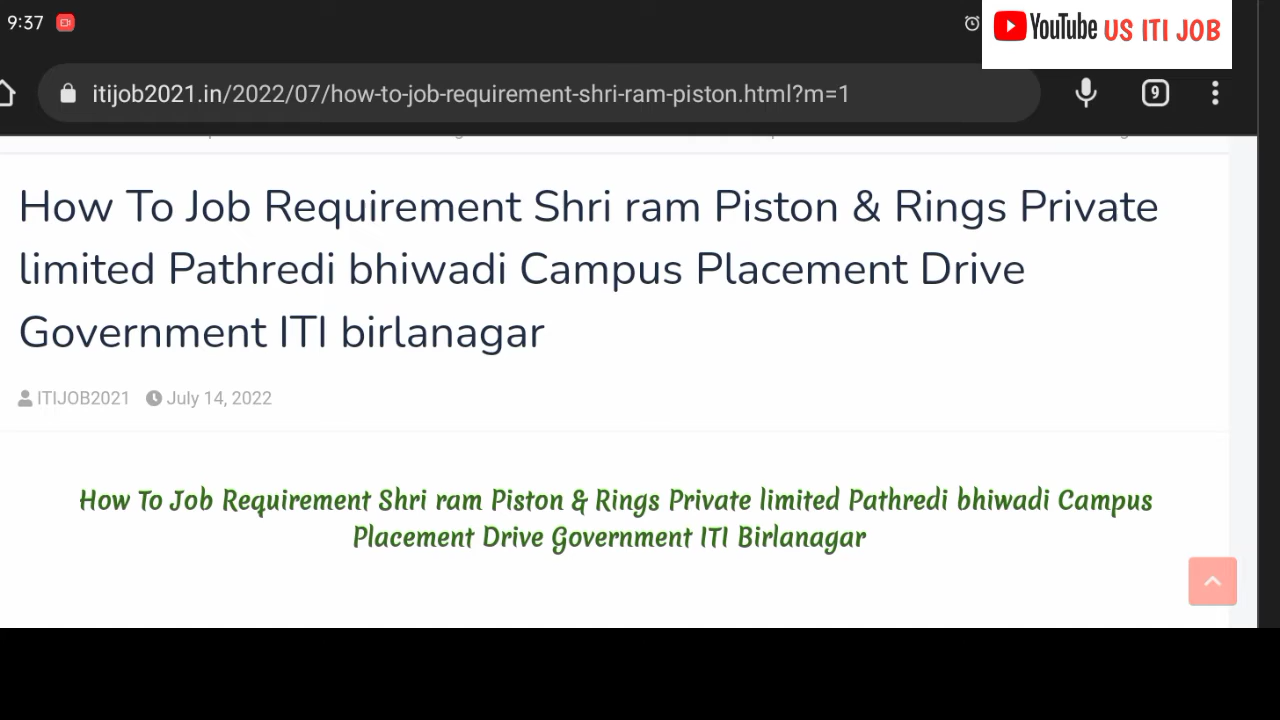 9:37
YouTube US ITI JOB
itijob2021.in/2022/07/how-to-job-requirement-shri-ram-piston.html?m=1
9
How To Job Requirement Shri ram Piston & Rings Private
limited Pathredi bhiwadi Campus Placement Drive
Government ITI birlanagar
ITIJOB2021 July 14, 2022
How To Job Requirement Shri ram Piston & Rings Private limited Pathredi bhiwadi Campus
Placement Drive Government ITI Birlanagar